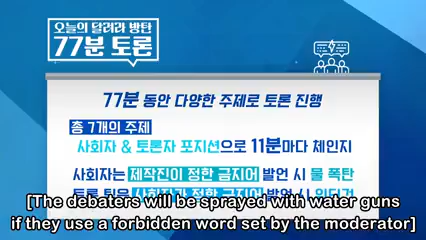 오늘의 달려라 방탄
77분 토론
77분 동안 다양한 주제로 토론 진행
총 7개의 주제
사회자 & 토론자 포지션으로 11분마다 체인지
사회자는 제작진이 정한 금지어 발언 시 물 폭탄
[The debaters will be sprayed with water guns
if they use a forbidden word set by the moderator]